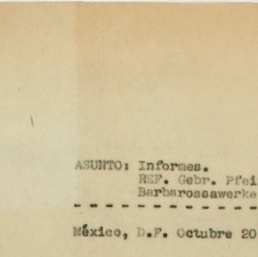 ASUNTO: Informes.
REF. Gebr. Pfei
Barbarossawerke
México, D.F. Octubre 20